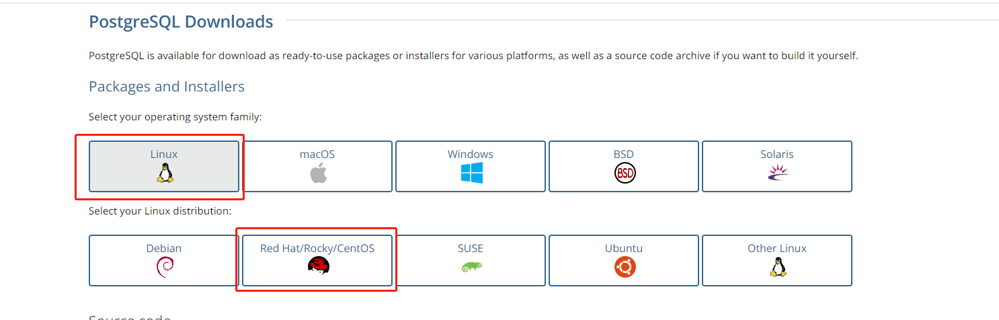 PostgreSQL Downloads
PostgreSQL is available for download as ready-to-use packages or installers for various platforms, as well as a source code archive if you want to build it yourself.
Packages and Installers
Select your operating system family:
Linux
macOS
Windows
BSD
BSD
Solaris
Select your Linux distribution:
Debian
Red Hat/Rocky/CentOS
SUSE
Ubuntu
Other Linux
Source code